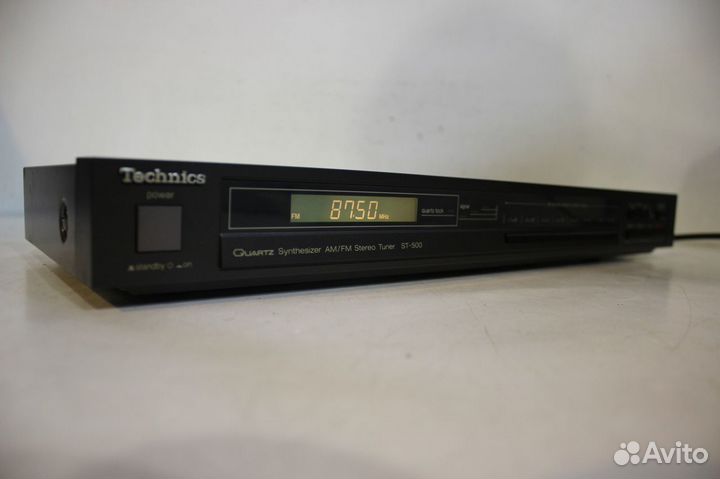 Technics
power
standby on
FM 87.50 MHz
quartz lock
signal
QUARTZ Synthesizer AM/FM Stereo Tuner ST-500
Avito